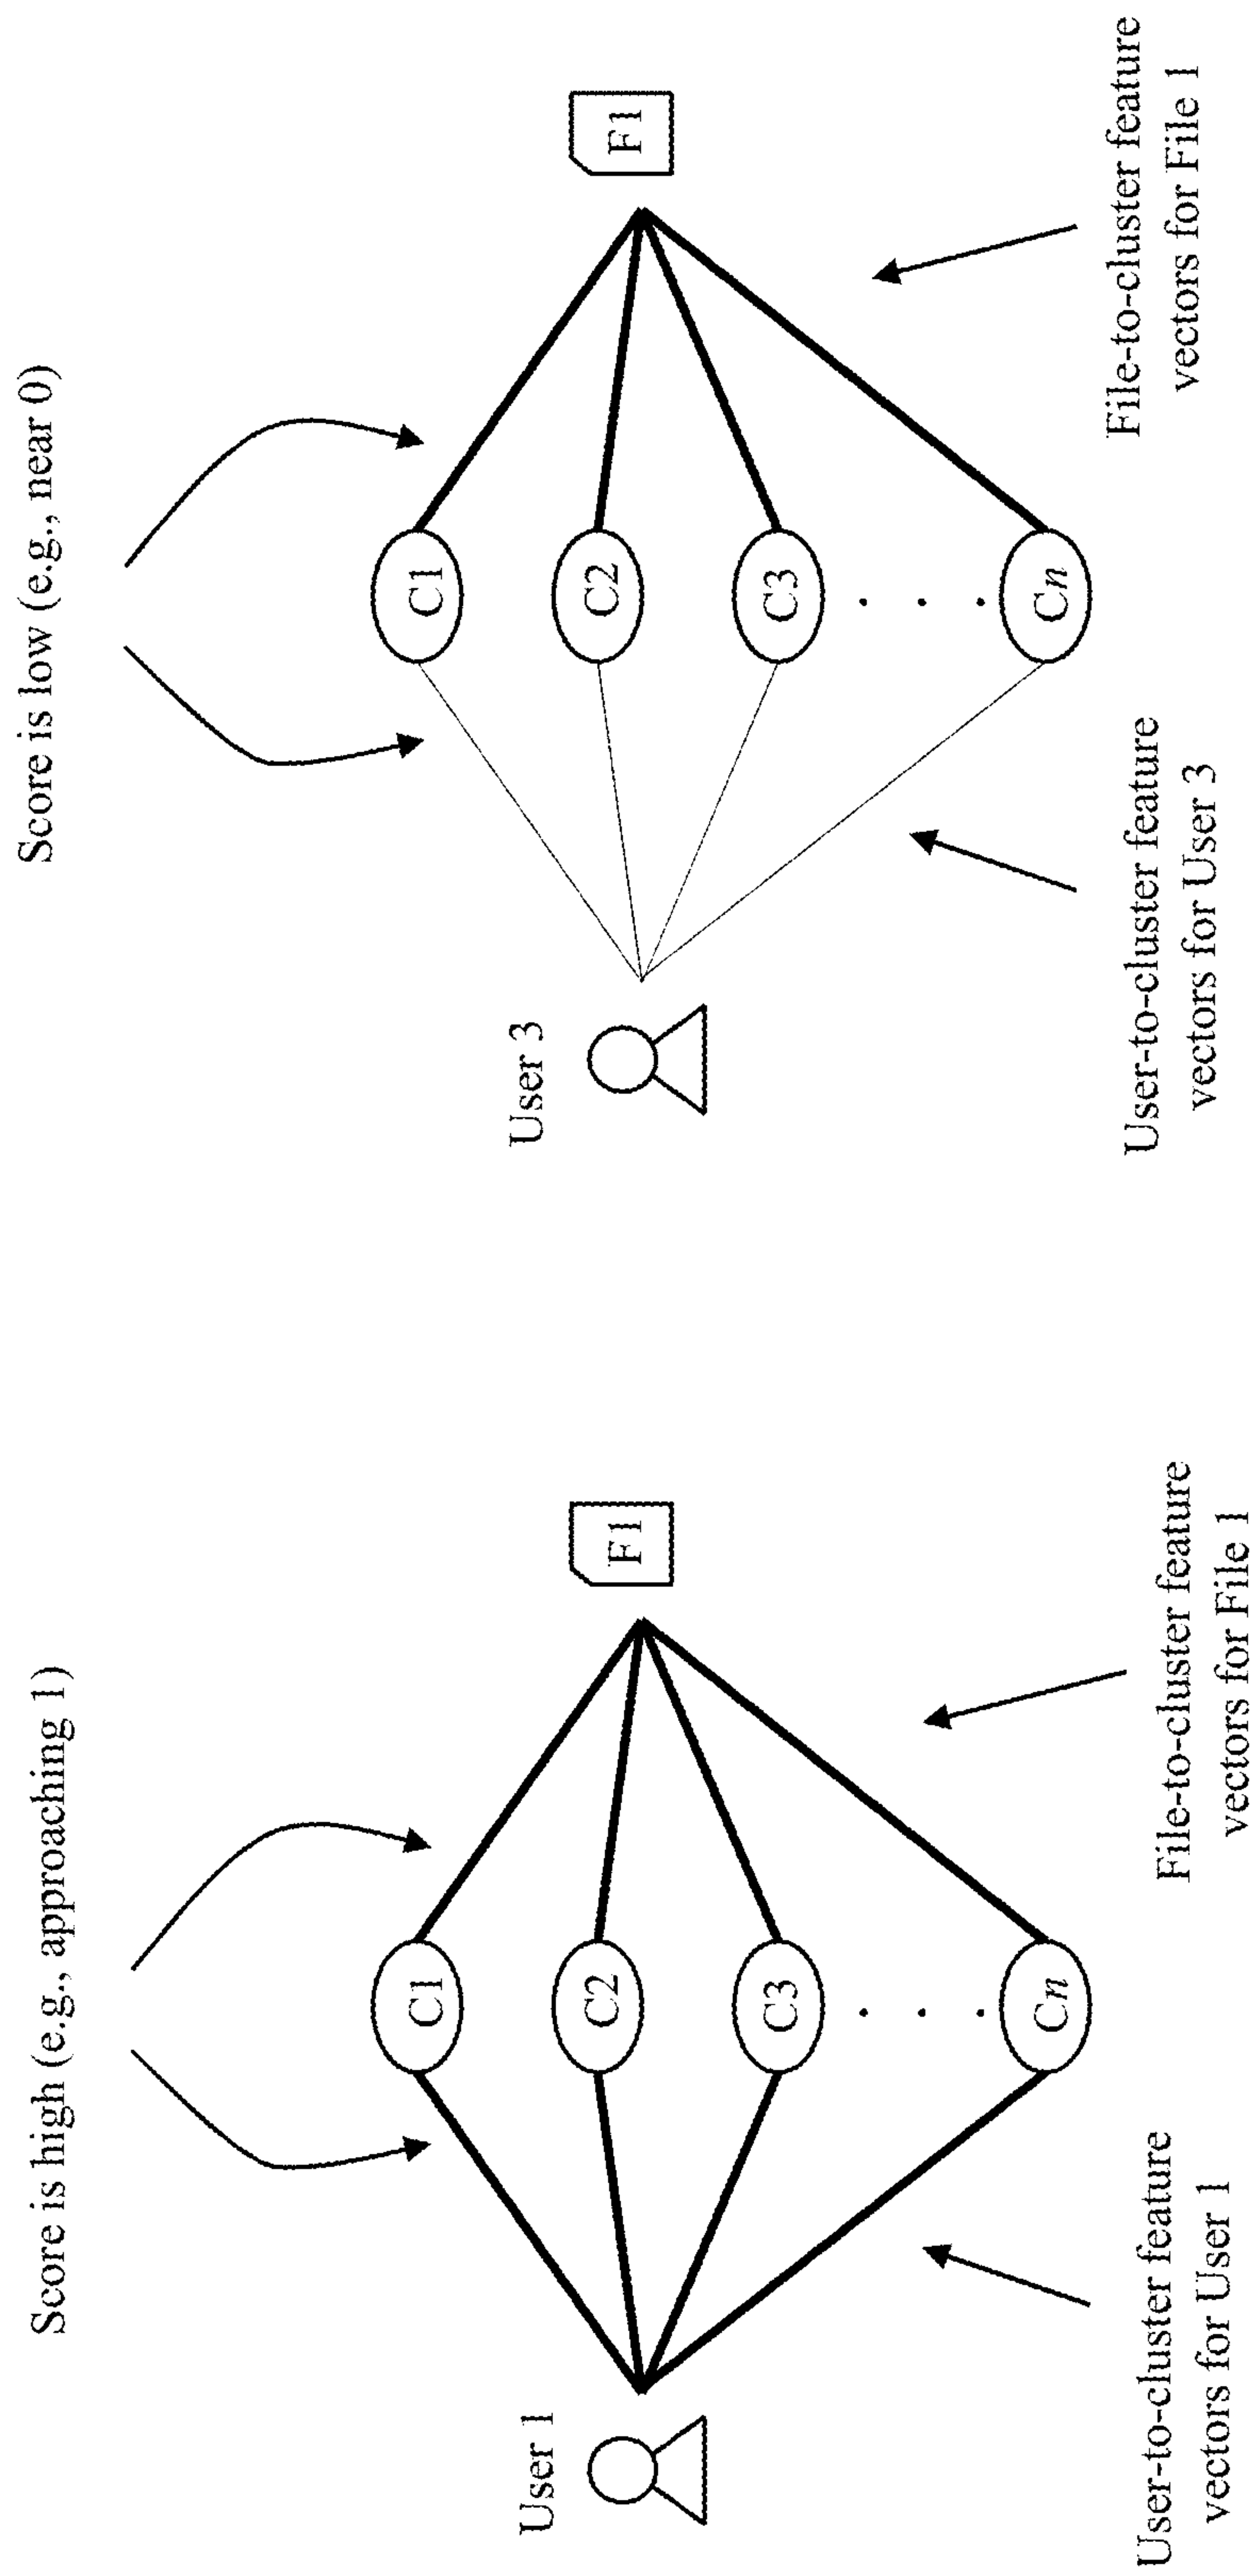 Score is high (e.g., approaching 1)
User 1
C1
C2
C3
. . .
Cn
F1
User-to-cluster feature
vectors for User 1
File-to-cluster feature
vectors for File 1
Score is low (e.g., near 0)
User 3
C1
C2
C3
. . .
Cn
F1
User-to-cluster feature
vectors for User 3
File-to-cluster feature
vectors for File 1